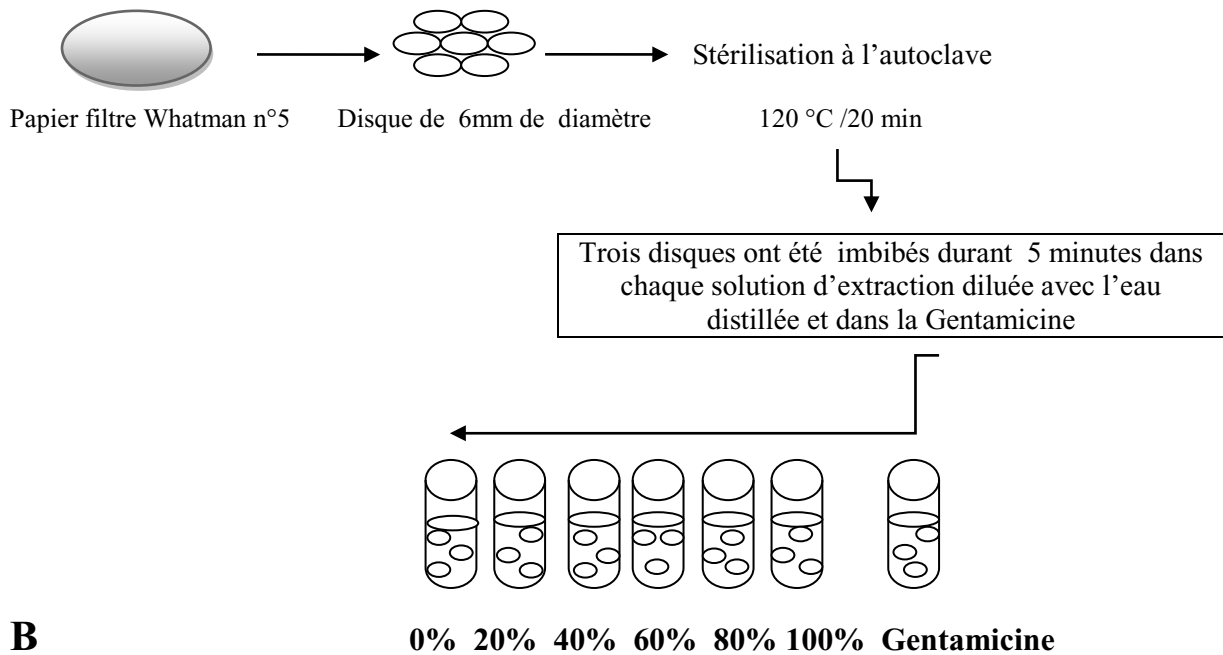 Stérilisation à l’autoclave
Papier filtre Whatman n°5 Disque de 6mm de diamètre 120 °C /20 min
Trois disques ont été imbibés durant 5 minutes dans
chaque solution d’extraction diluée avec l’eau
distillée et dans la Gentamicine
B 0% 20% 40% 60% 80% 100% Gentamicine